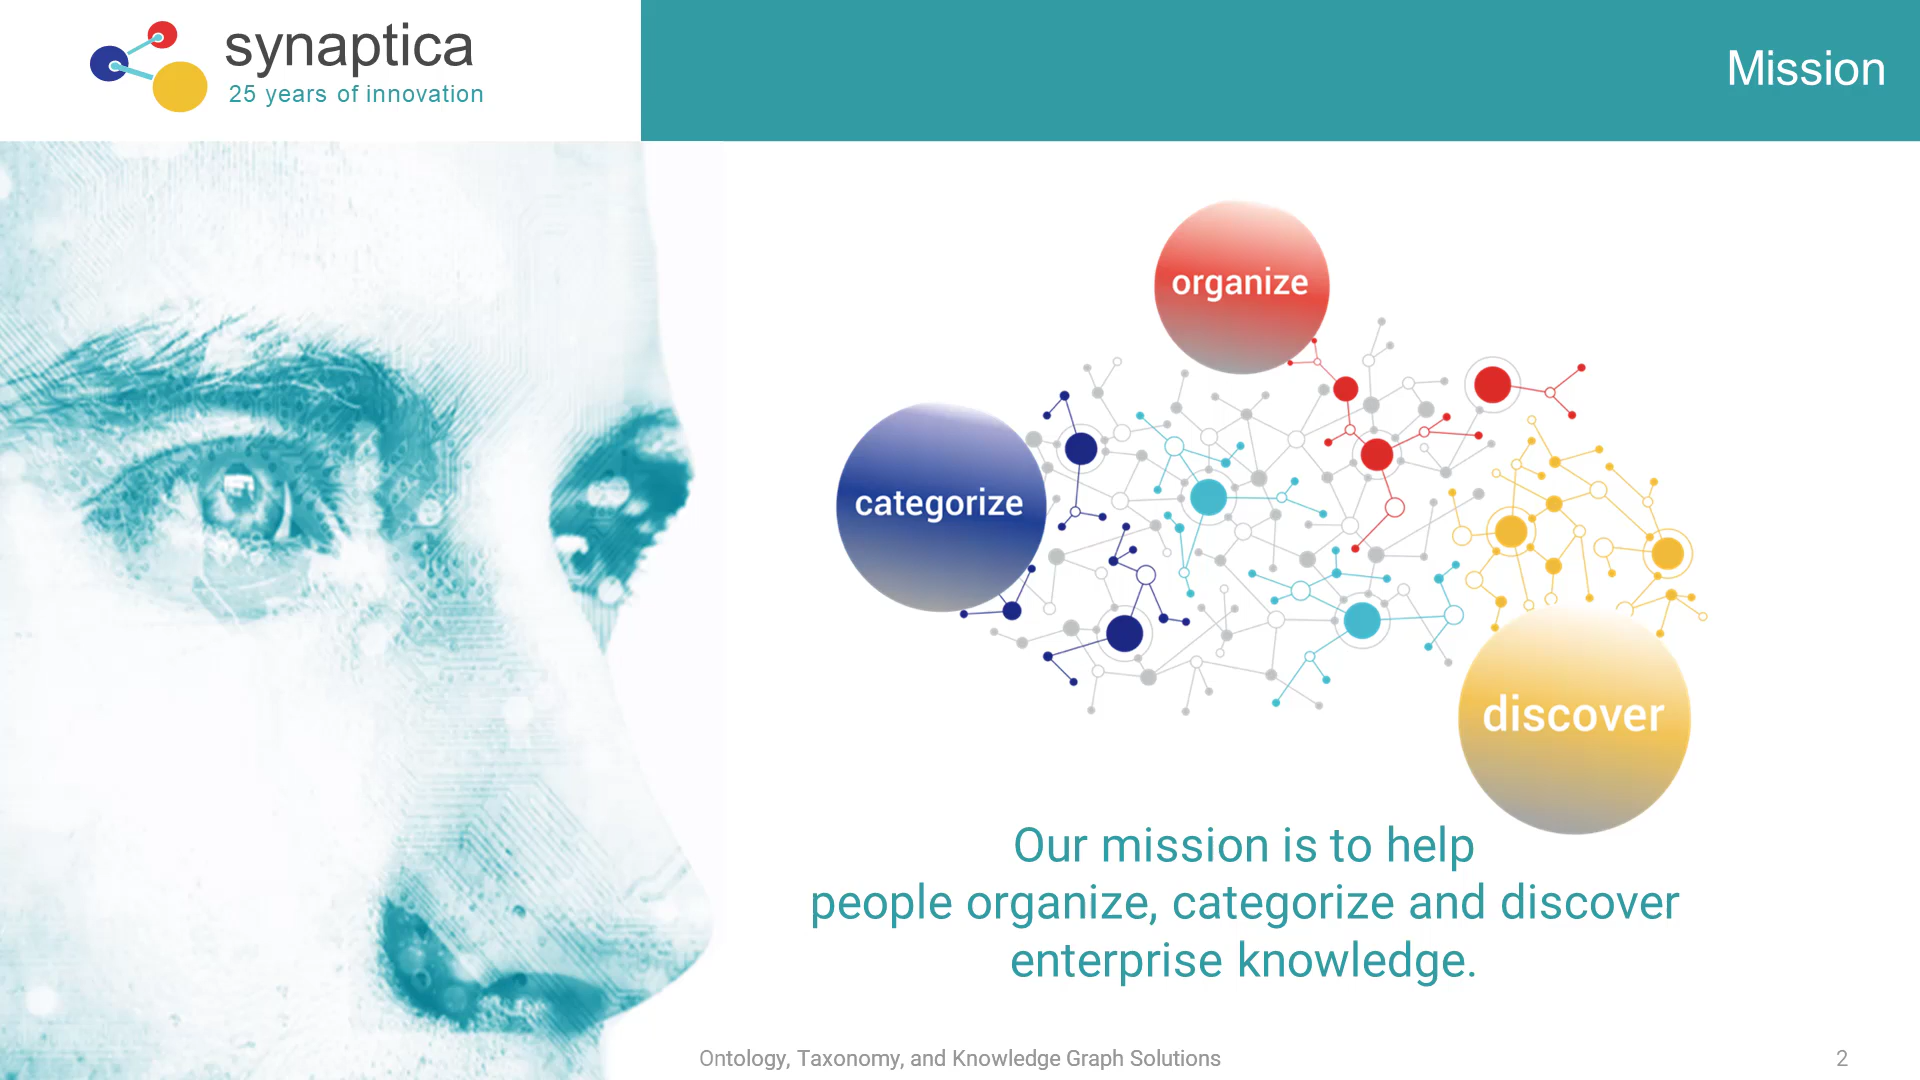 synaptica
25 years of innovation
Mission
organize
categorize
discover
Our mission is to help
people organize, categorize and discover
enterprise knowledge.
Ontology, Taxonomy, and Knowledge Graph Solutions
2